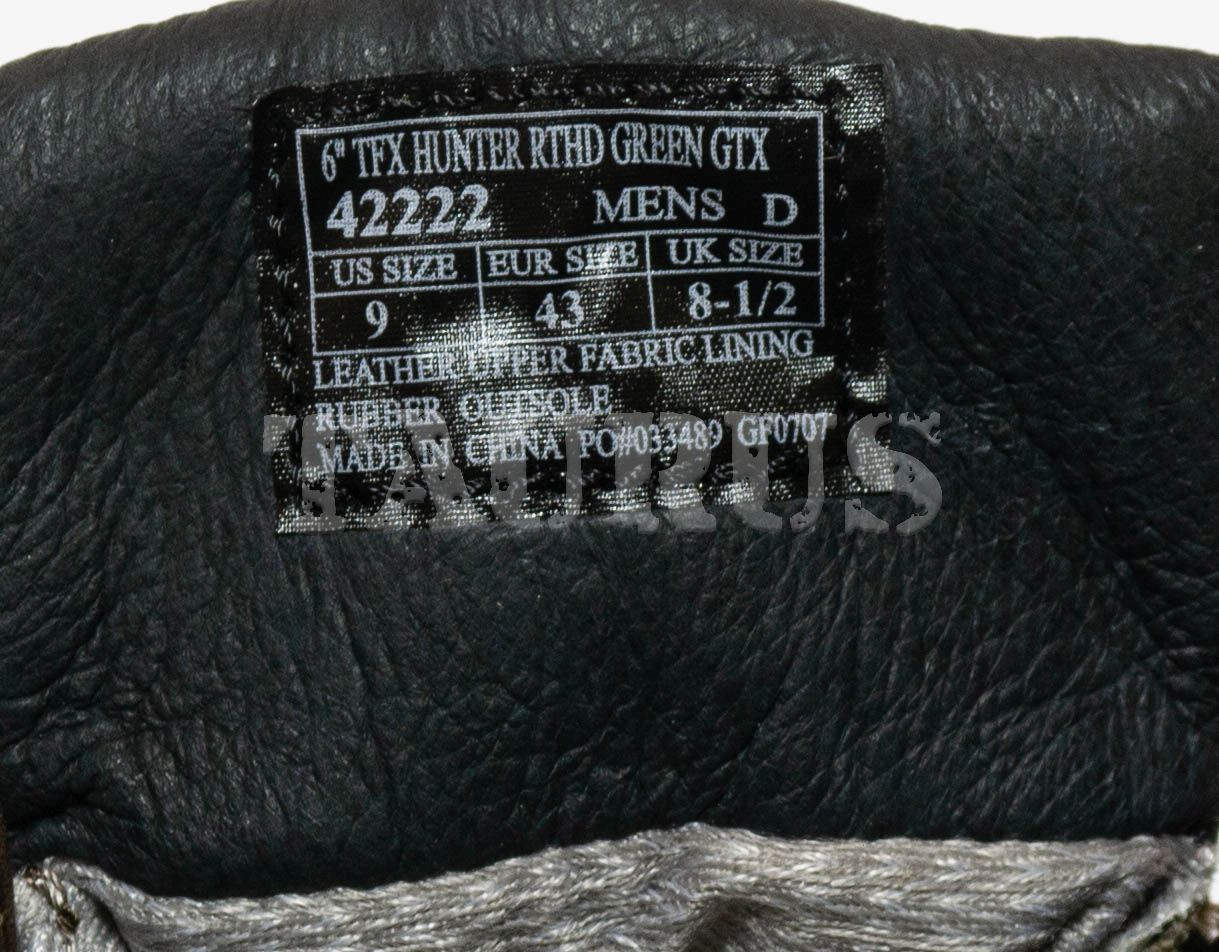 6" TFX HUNTER RTHD GREEN GTX
42222 MENS D
US SIZE EUR SIZE UK SIZE
9 43 8-1/2
LEATHER UPPER FABRIC LINING
RUBBER OUTSOLE
MADE IN CHINA PO#033489 GF0707
TAURUS